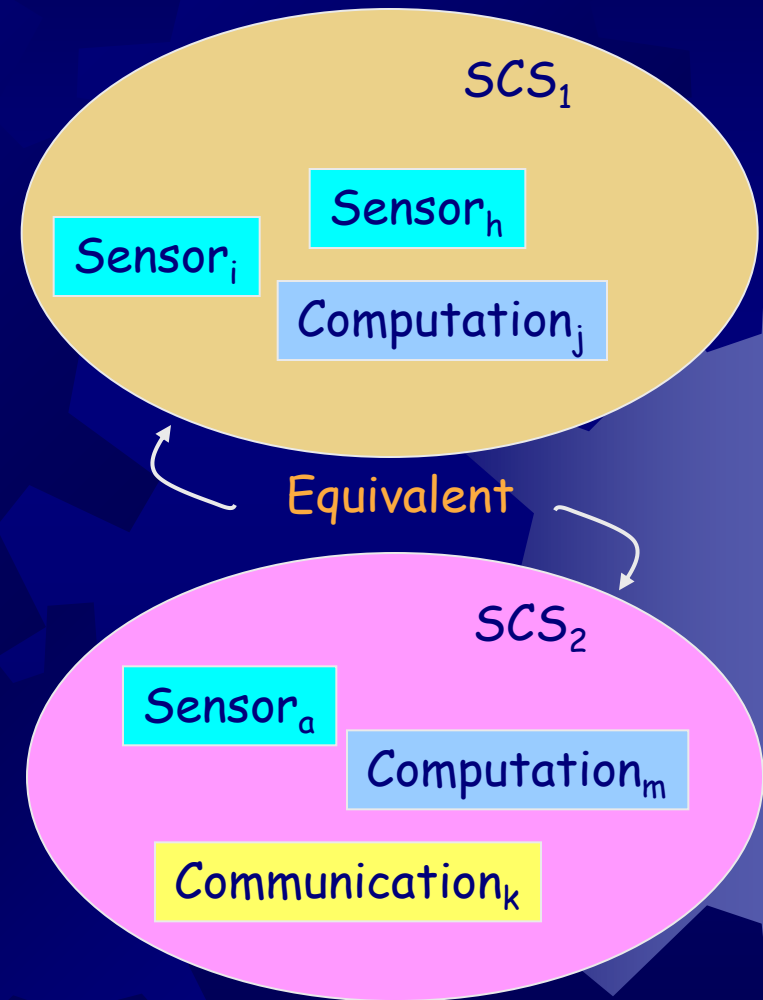 SCS₁
Sensorₕ
Sensorᵢ
Computationⱼ
Equivalent
SCS₂
Sensorₐ
Computationₘ
Communicationₖ